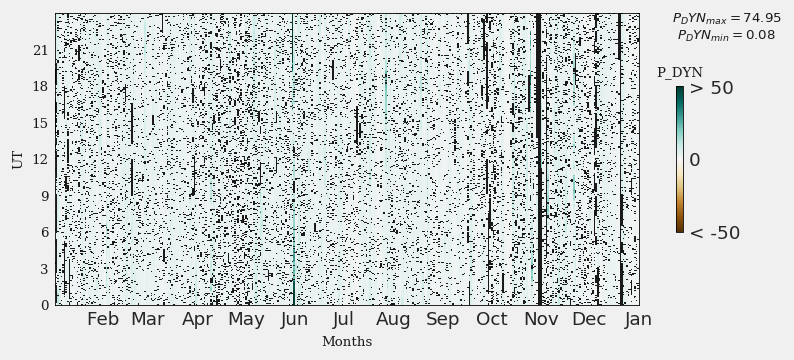 P_DYN_max = 74.95
P_DYN_min = 0.08
P_DYN
> 50
0
< -50
UT
21
18
15
12
9
6
3
0
Feb Mar Apr May Jun Jul Aug Sep Oct Nov Dec Jan
Months